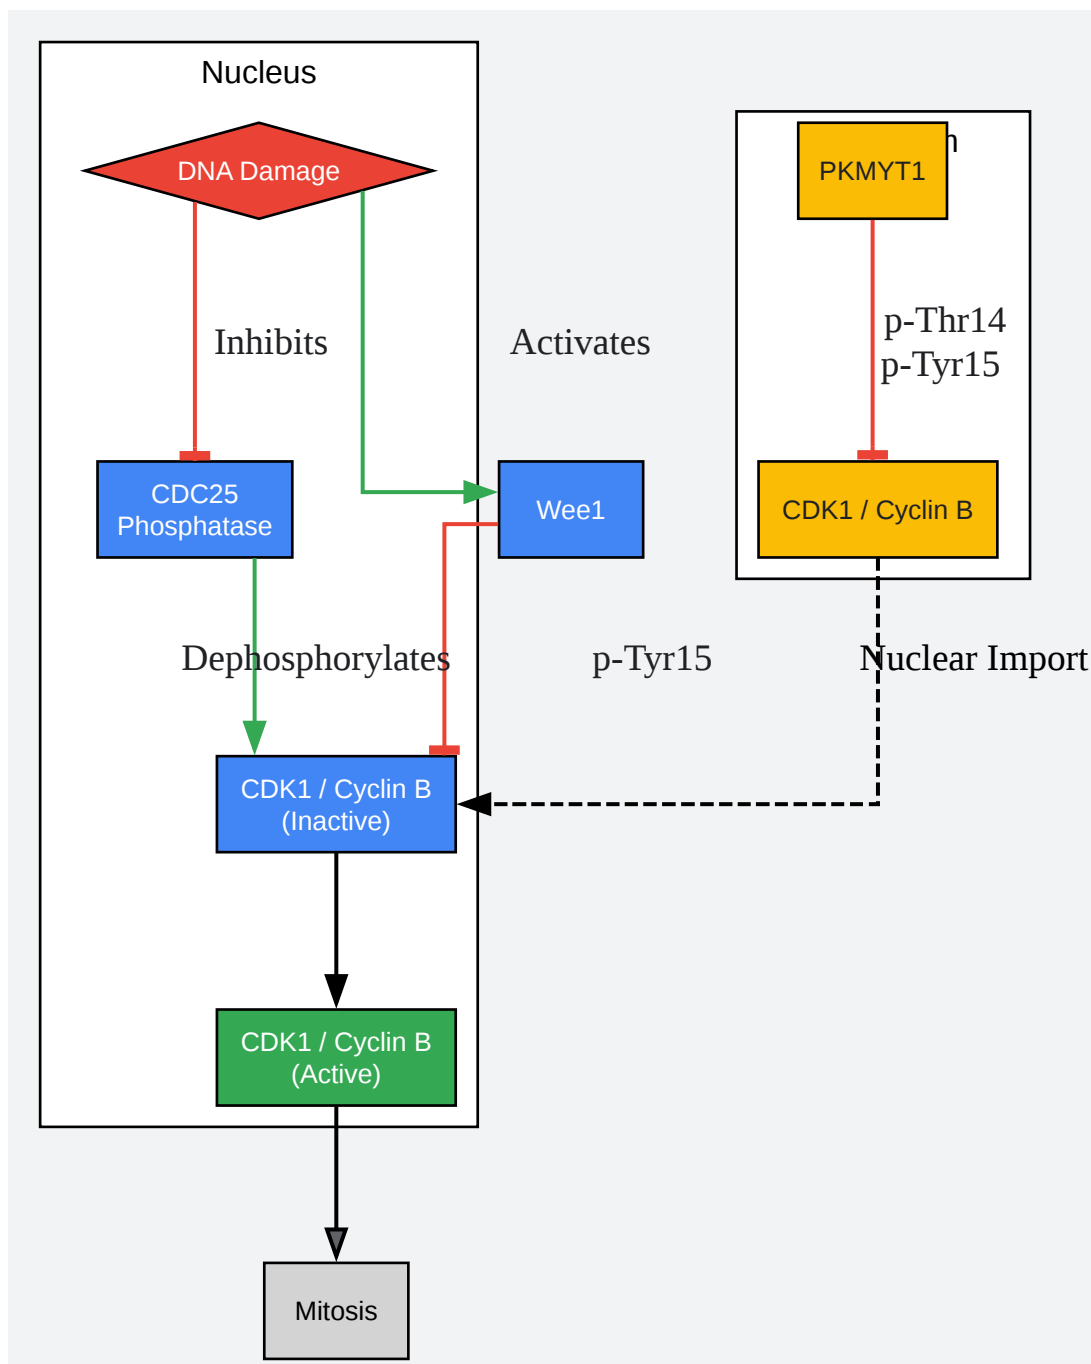 Nucleus
DNA Damage
PKMYT1
Inhibits
Activates
p-Thr14
p-Tyr15
CDC25
Phosphatase
Wee1
CDK1 / Cyclin B
Dephosphorylates
p-Tyr15
Nuclear Import
CDK1 / Cyclin B
(Inactive)
CDK1 / Cyclin B
(Active)
Mitosis